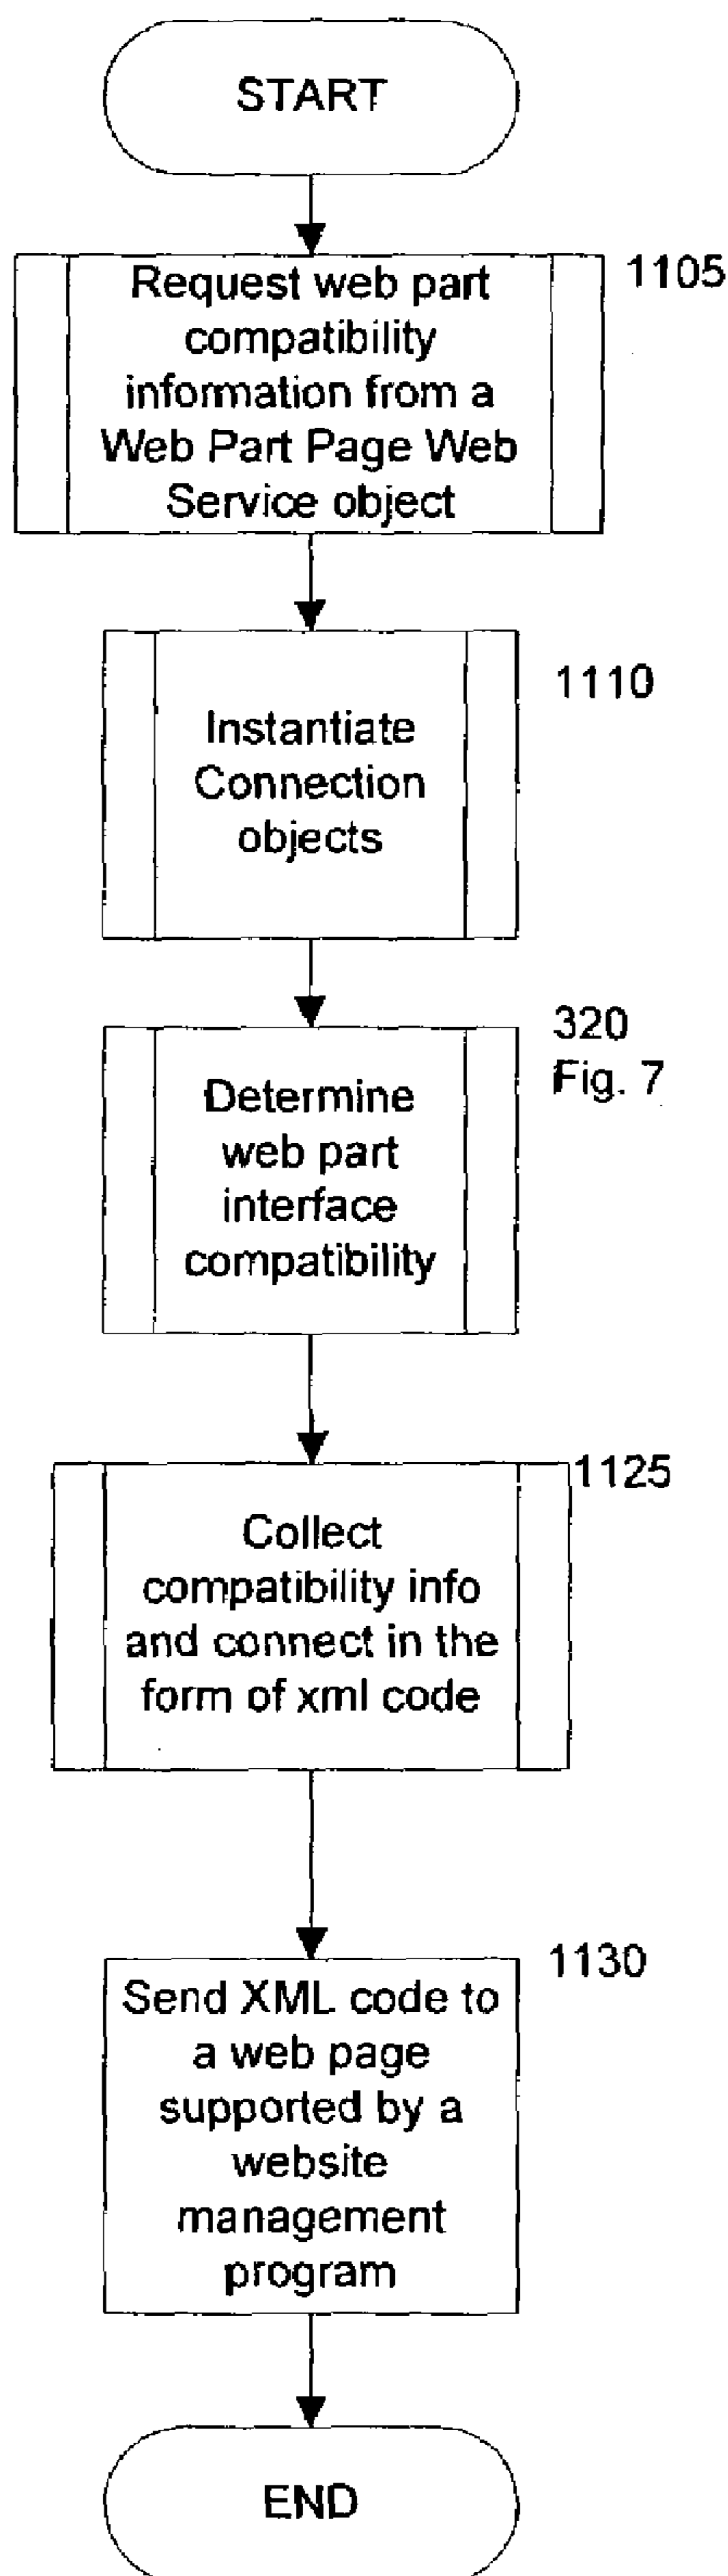 START
Request web part
compatibility
information from a
Web Part Page Web
Service object
1105
Instantiate
Connection
objects
1110
Determine
web part
interface
compatibility
320
Fig. 7
Collect
compatibility info
and connect in the
form of xml code
1125
Send XML code to
a web page
supported by a
website
management
program
1130
END